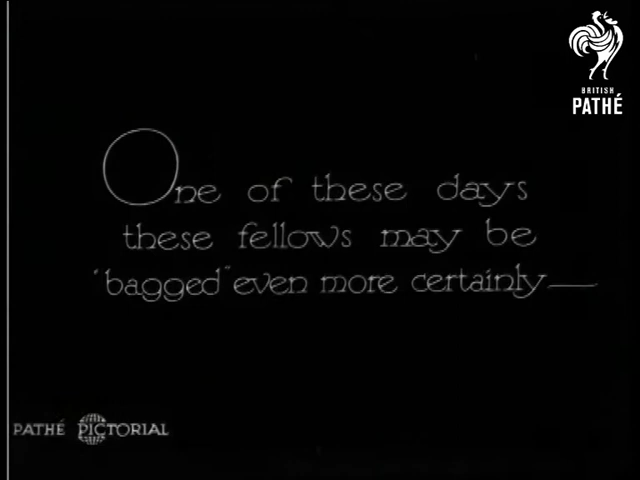 BRITISH
PATHÉ
One of these days
these fellows may be
"bagged" even more certainly—
PATHÉ PICTORIAL